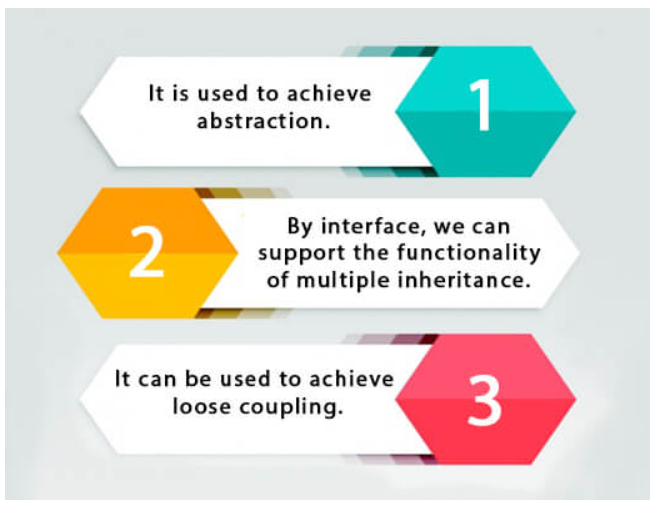 It is used to achieve
abstraction.
1
2
By interface, we can
support the functionality
of multiple inheritance.
It can be used to achieve
loose coupling.
3